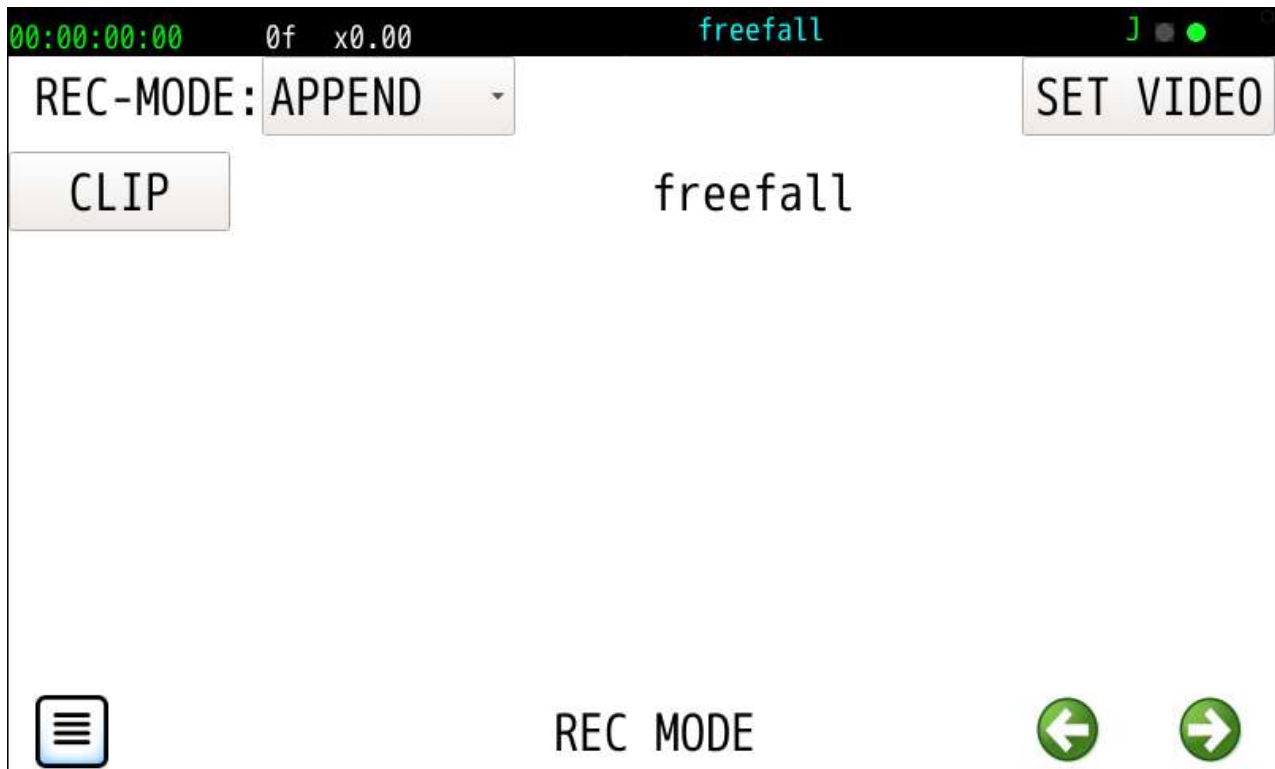 00:00:00:00 0f x0.00 freefall J
REC-MODE: APPEND SET VIDEO
CLIP freefall
REC MODE